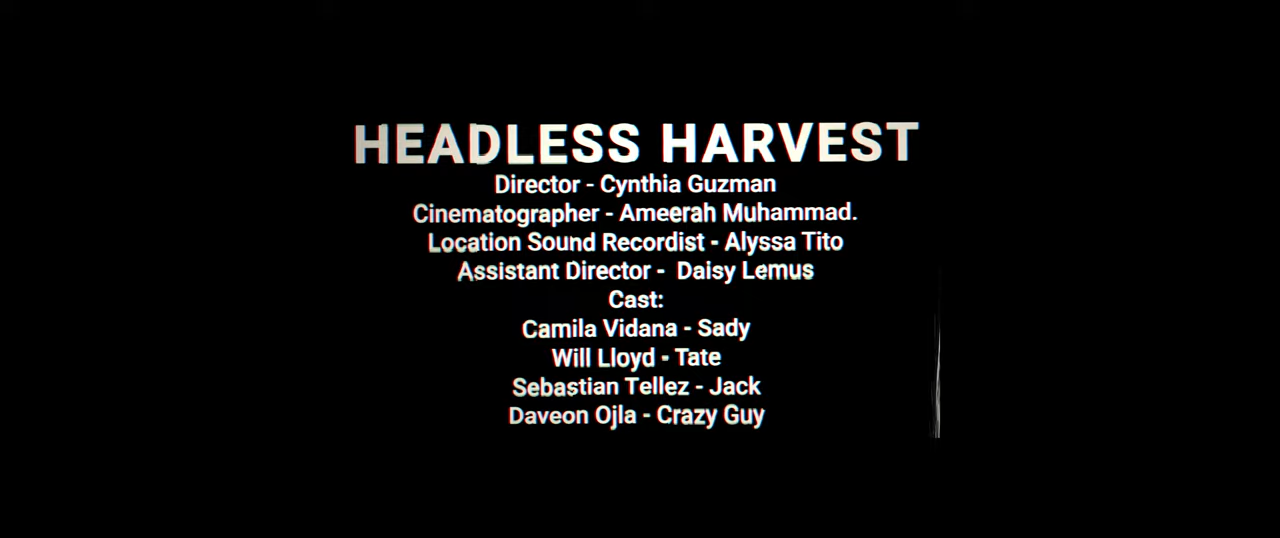 HEADLESS HARVEST
Director - Cynthia Guzman
Cinematographer - Ameerah Muhammad.
Location Sound Recordist - Alyssa Tito
Assistant Director -  Daisy Lemus
Cast:
Camila Vidana - Sady
Will Lloyd - Tate
Sebastian Tellez - Jack
Daveon Ojla - Crazy Guy